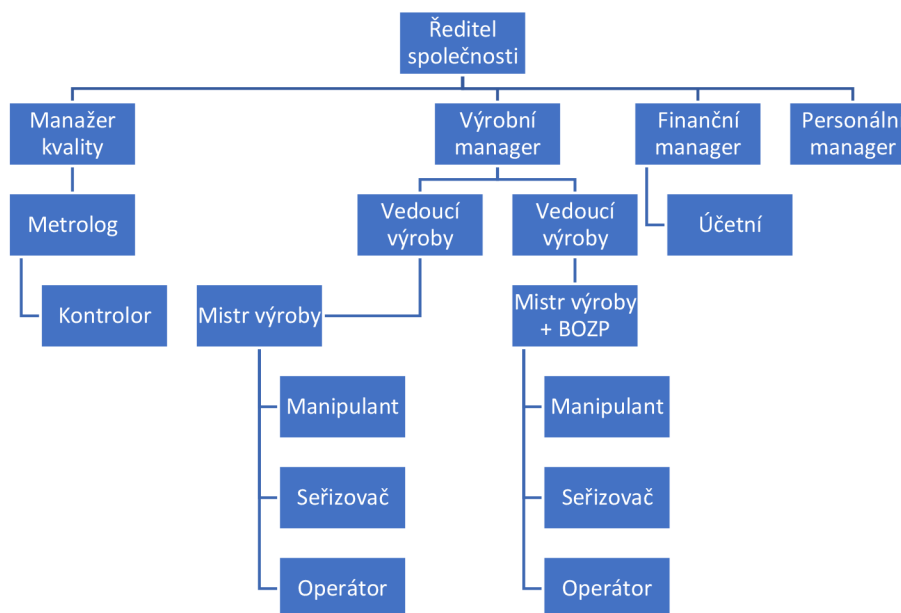 Ředitel
společnosti
Manažer
kvality
Výrobní
manager
Finanční
manager
Personální
manager
Metrolog
Vedoucí
výroby
Vedoucí
výroby
Účetní
Kontrolor
Mistr výroby
Mistr výroby
+ BOZP
Manipulant
Manipulant
Seřizovač
Seřizovač
Operátor
Operátor